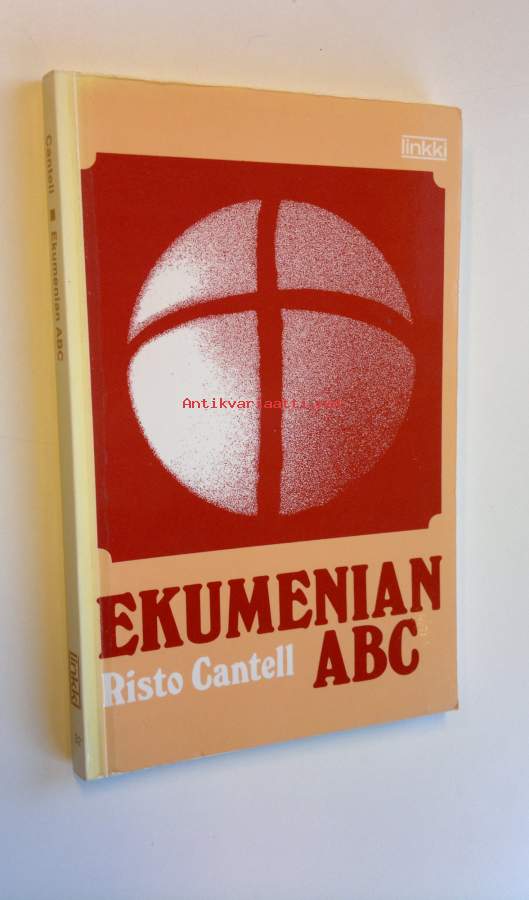 linkki
Antikvariaatti.net
EKUMENIAN
Risto Cantell ABC
Cantell ■ Ekumenian ABC
linkki